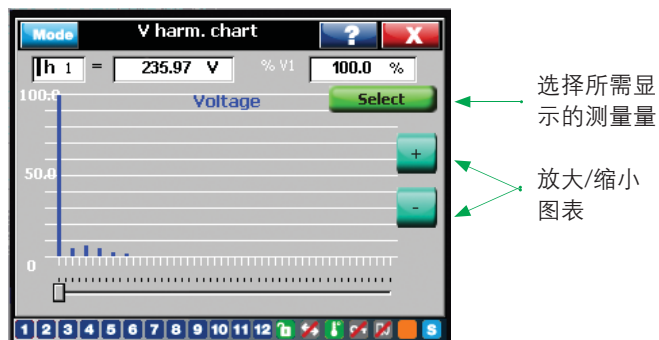 Mode V harm. chart ? X
h 1 = 235.97 V % V1 100.0 %
100.0 Voltage Select
选择所需显
示的测量量
+
50.0
放大/缩小
图表
-
0
1 2 3 4 5 6 7 8 9 10 11 12 S